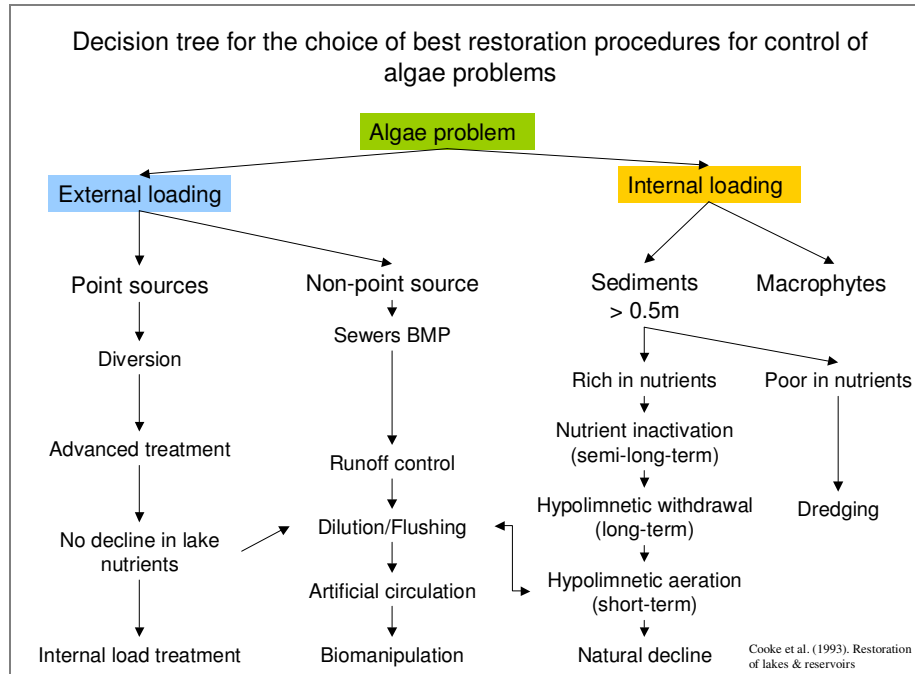 Decision tree for the choice of best restoration procedures for control of
algae problems
Algae problem
External loading
Internal loading
Point sources
Non-point source
Sediments
> 0.5m
Macrophytes
Sewers BMP
Diversion
Rich in nutrients
Poor in nutrients
Advanced treatment
Runoff control
Nutrient inactivation
(semi-long-term)
No decline in lake
nutrients
Dilution/Flushing
Hypolimnetic withdrawal
(long-term)
Dredging
Artificial circulation
Hypolimnetic aeration
(short-term)
Internal load treatment
Biomanipulation
Natural decline
Cooke et al. (1993). Restoration
of lakes & reservoirs